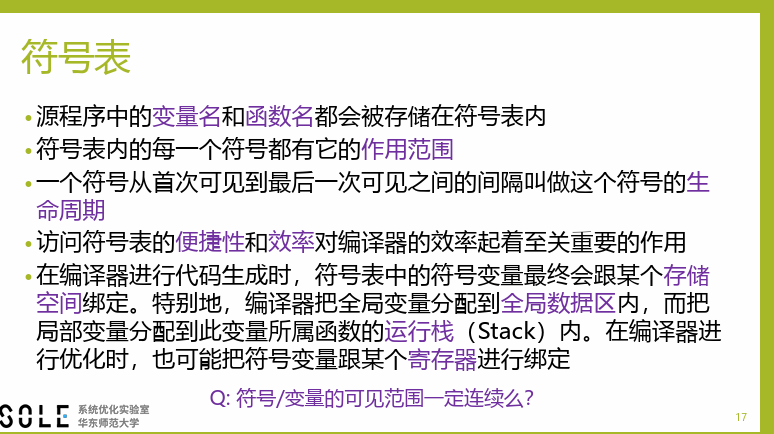 符号表
•源程序中的变量名和函数名都会被存储在符号表内
•符号表内的每一个符号都有它的作用范围
•一个符号从首次可见到最后一次可见之间的间隔叫做这个符号的生
命周期
•访问符号表的便捷性和效率对编译器的效率起着至关重要的作用
•在编译器进行代码生成时，符号表中的符号变量最终会跟某个存储
空间绑定。特别地，编译器把全局变量分配到全局数据区内，而把
局部变量分配到此变量所属函数的运行栈（Stack）内。在编译器进
行优化时，也可能把符号变量跟某个寄存器进行绑定
Q: 符号/变量的可见范围一定连续么?
SOLE
系统优化实验室
华东师范大学
17